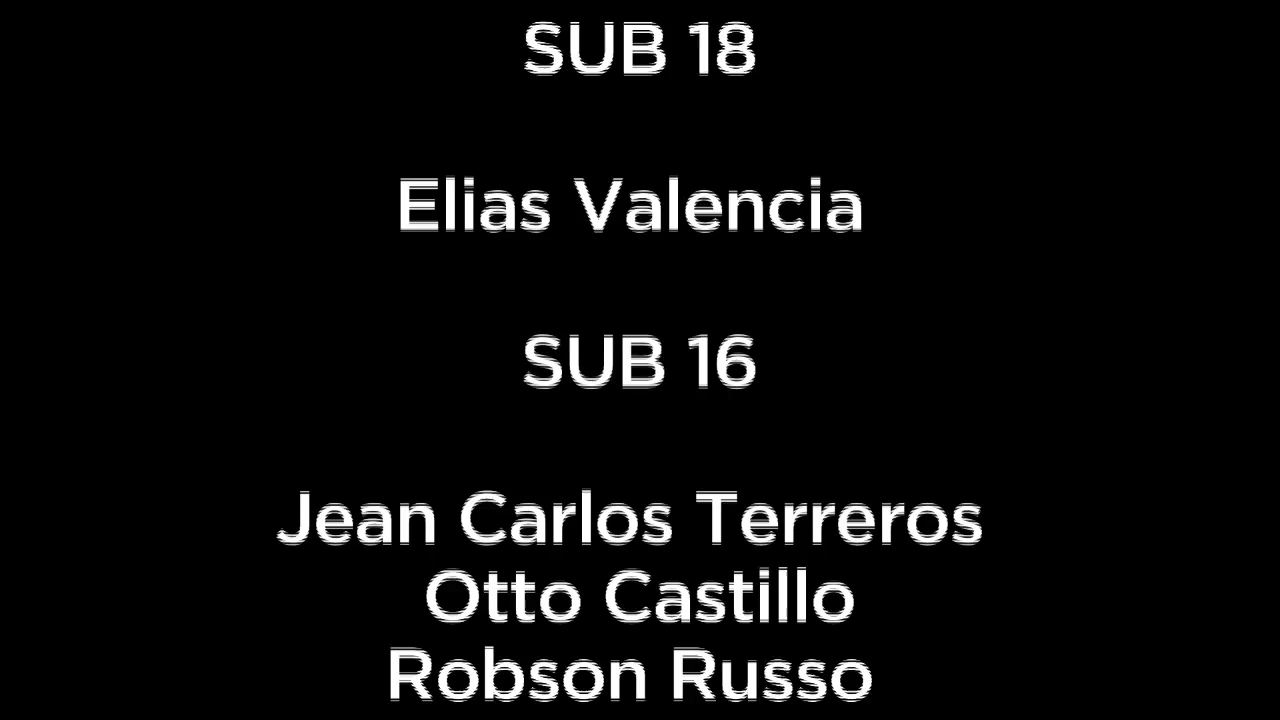 SUB 18
Elias Valencia
SUB 16
Jean Carlos Terreros
Otto Castillo
Robson Russo